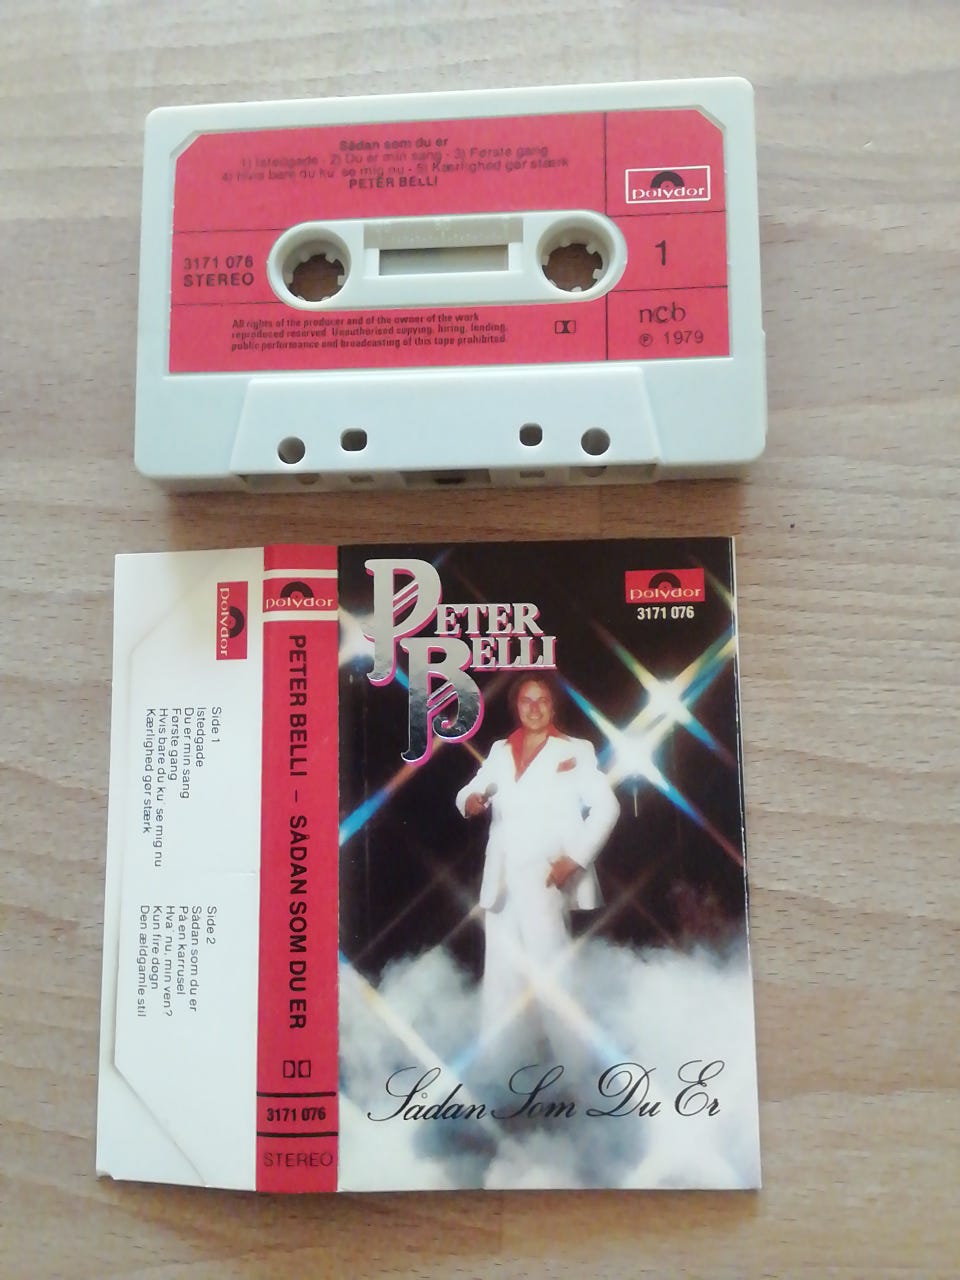 Sådan som du er
1) Istedgade - 2) Du er min sang - 3) Første gang
4) Hvis bare du ku' se mig nu - 5) Kærlighed gør stærk
PETER BELLI
polydor
3171 076
STEREO
1
All rights of the producer and of the owner of the work
reproduced reserved. Unauthorised copying, hiring, lending,
public performance and broadcasting of this tape prohibited.
ncb
℗ 1979
polydor
Side 1
Istedgade
Du er min sang
Første gang
Hvis bare du ku' se mig nu
Kærlighed gør stærk
Side 2
Sådan som du er
På en karrusel
Hva' nu, min ven?
Kun fire døgn
Den ældgamle stil
polydor
PETER BELLI – SÅDAN SOM DU ER
3171 076
STEREO
PETER
BELLI
polydor
3171 076
Sådan Som Du Er